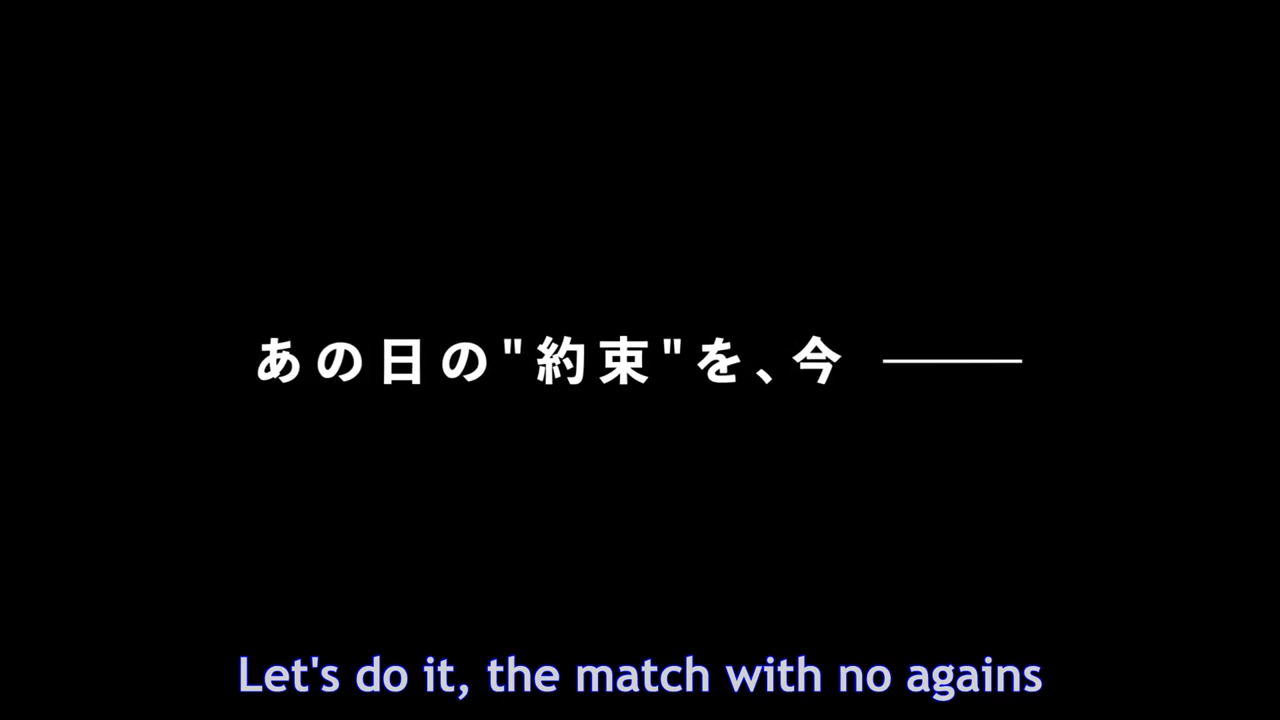 あの日の"約束"を、今 ――
Let's do it, the match with no agains